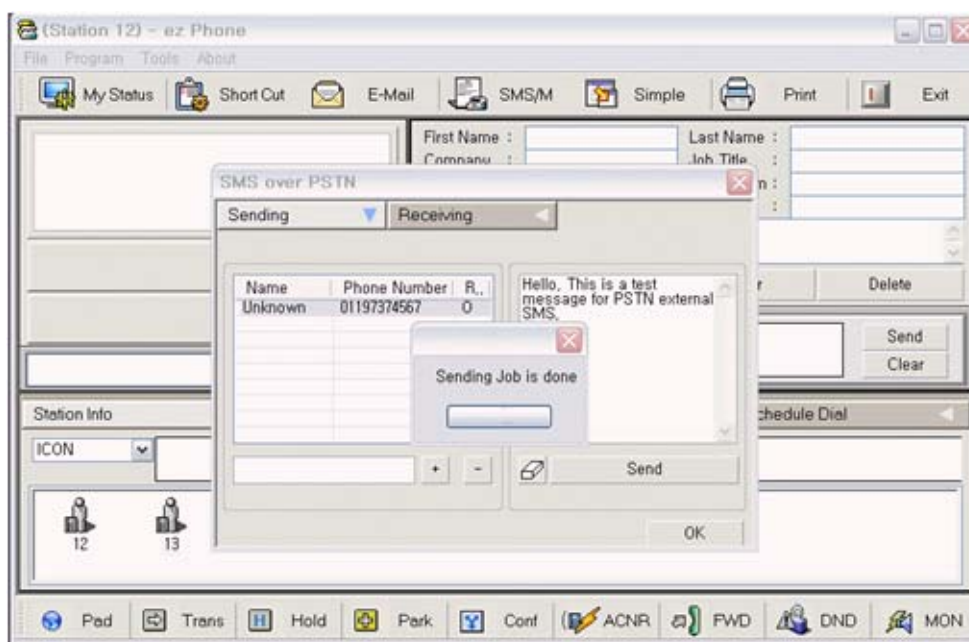 (Station 12) - ez Phone
File Program Tools About
My Status Short Cut E-Mail SMS/M Simple Print Exit
First Name : Last Name :
Company : Job Title :
SMS over PSTN
n :
:
Sending Receiving
r Delete
Name Phone Number R..
Unknown 01197374567 O
Hello, This is a test
message for PSTN external
SMS,
Send
Clear
Sending Job is done
Station Info chedule Dial
ICON
+ - Send
12 13
OK
Pad Trans H Hold Park Conf ACNR FWD DND MON